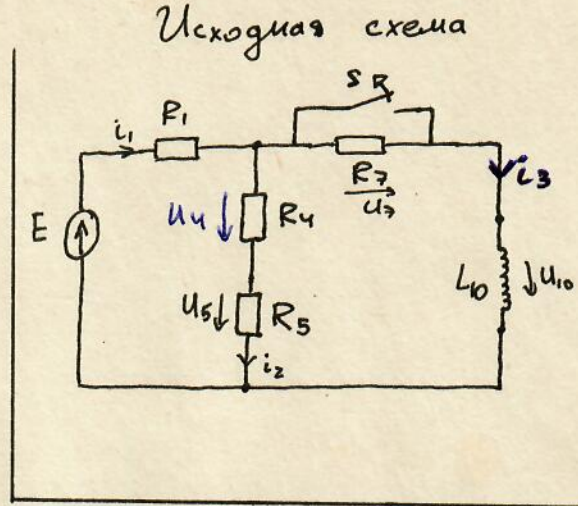 Исходная схема
S R
i₁
R₁
R₇
u₇
i₃
E
u₄
R₄
L₁₀
u₁₀
u₅
R₅
i₂